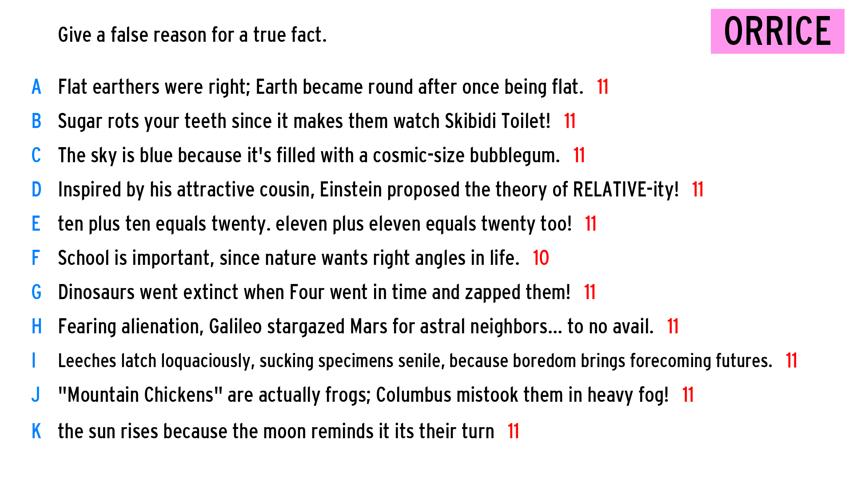 Give a false reason for a true fact.
ORRICE
A Flat earthers were right; Earth became round after once being flat. 11
B Sugar rots your teeth since it makes them watch Skibidi Toilet! 11
C The sky is blue because it's filled with a cosmic-size bubblegum. 11
D Inspired by his attractive cousin, Einstein proposed the theory of RELATIVE-ity! 11
E ten plus ten equals twenty. eleven plus eleven equals twenty too! 11
F School is important, since nature wants right angles in life. 10
G Dinosaurs went extinct when Four went in time and zapped them! 11
H Fearing alienation, Galileo stargazed Mars for astral neighbors... to no avail. 11
I Leeches latch loquaciously, sucking specimens senile, because boredom brings forecoming futures. 11
J "Mountain Chickens" are actually frogs; Columbus mistook them in heavy fog! 11
K the sun rises because the moon reminds it its their turn 11